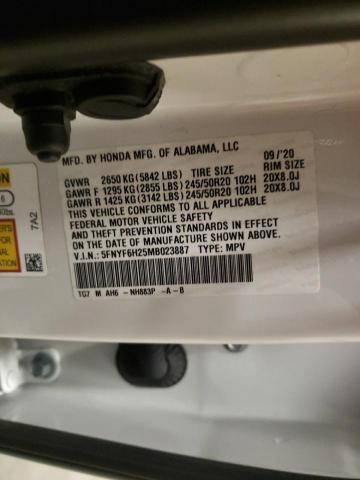 MFD. BY HONDA MFG. OF ALABAMA, LLC 09/'20
GVWR 2650 KG (5842 LBS) TIRE SIZE RIM SIZE
GAWR F 1295 KG (2855 LBS) 245/50R20 102H 20X8.0J
GAWR R 1425 KG (3142 LBS) 245/50R20 102H 20X8.0J
THIS VEHICLE CONFORMS TO ALL APPLICABLE
FEDERAL MOTOR VEHICLE SAFETY
AND THEFT PREVENTION STANDARDS IN EFFECT
ON THE DATE OF MANUFACTURE SHOWN ABOVE.
V.I.N.: 5FNYF6H25MB023887 TYPE: MPV
TG7 M AH6 -NH883P -A-B
7A2
ON
6